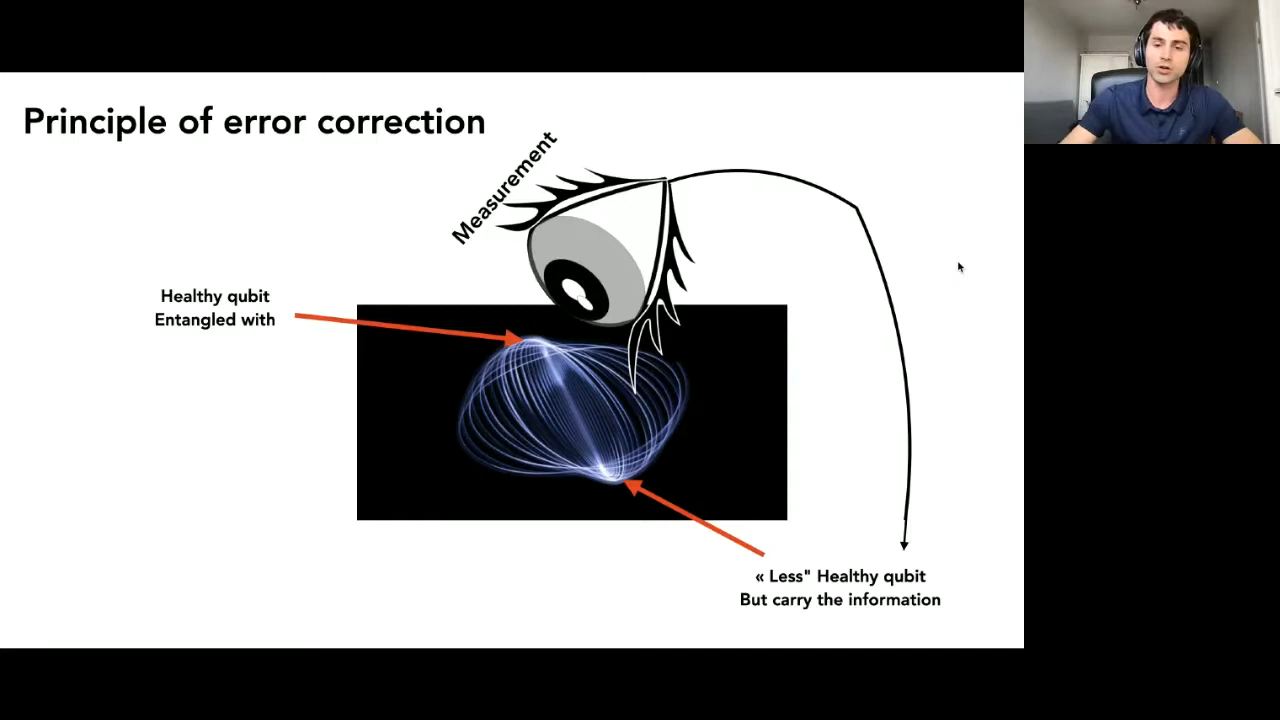 Principle of error correction
Measurement
Healthy qubit
Entangled with
« Less" Healthy qubit
But carry the information